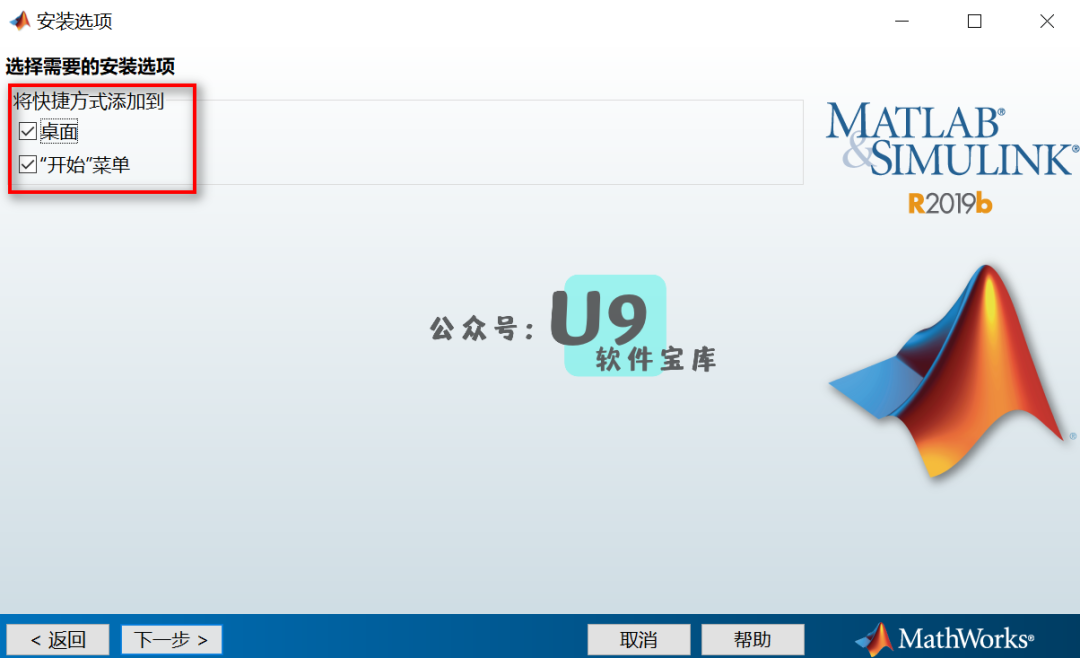 安装选项
选择需要的安装选项
将快捷方式添加到
桌面
“开始”菜单
MATLAB®
&SIMULINK®
R2019b
公众号：U9
软件宝库
®
< 返回
下一步 >
取消
帮助
MathWorks®